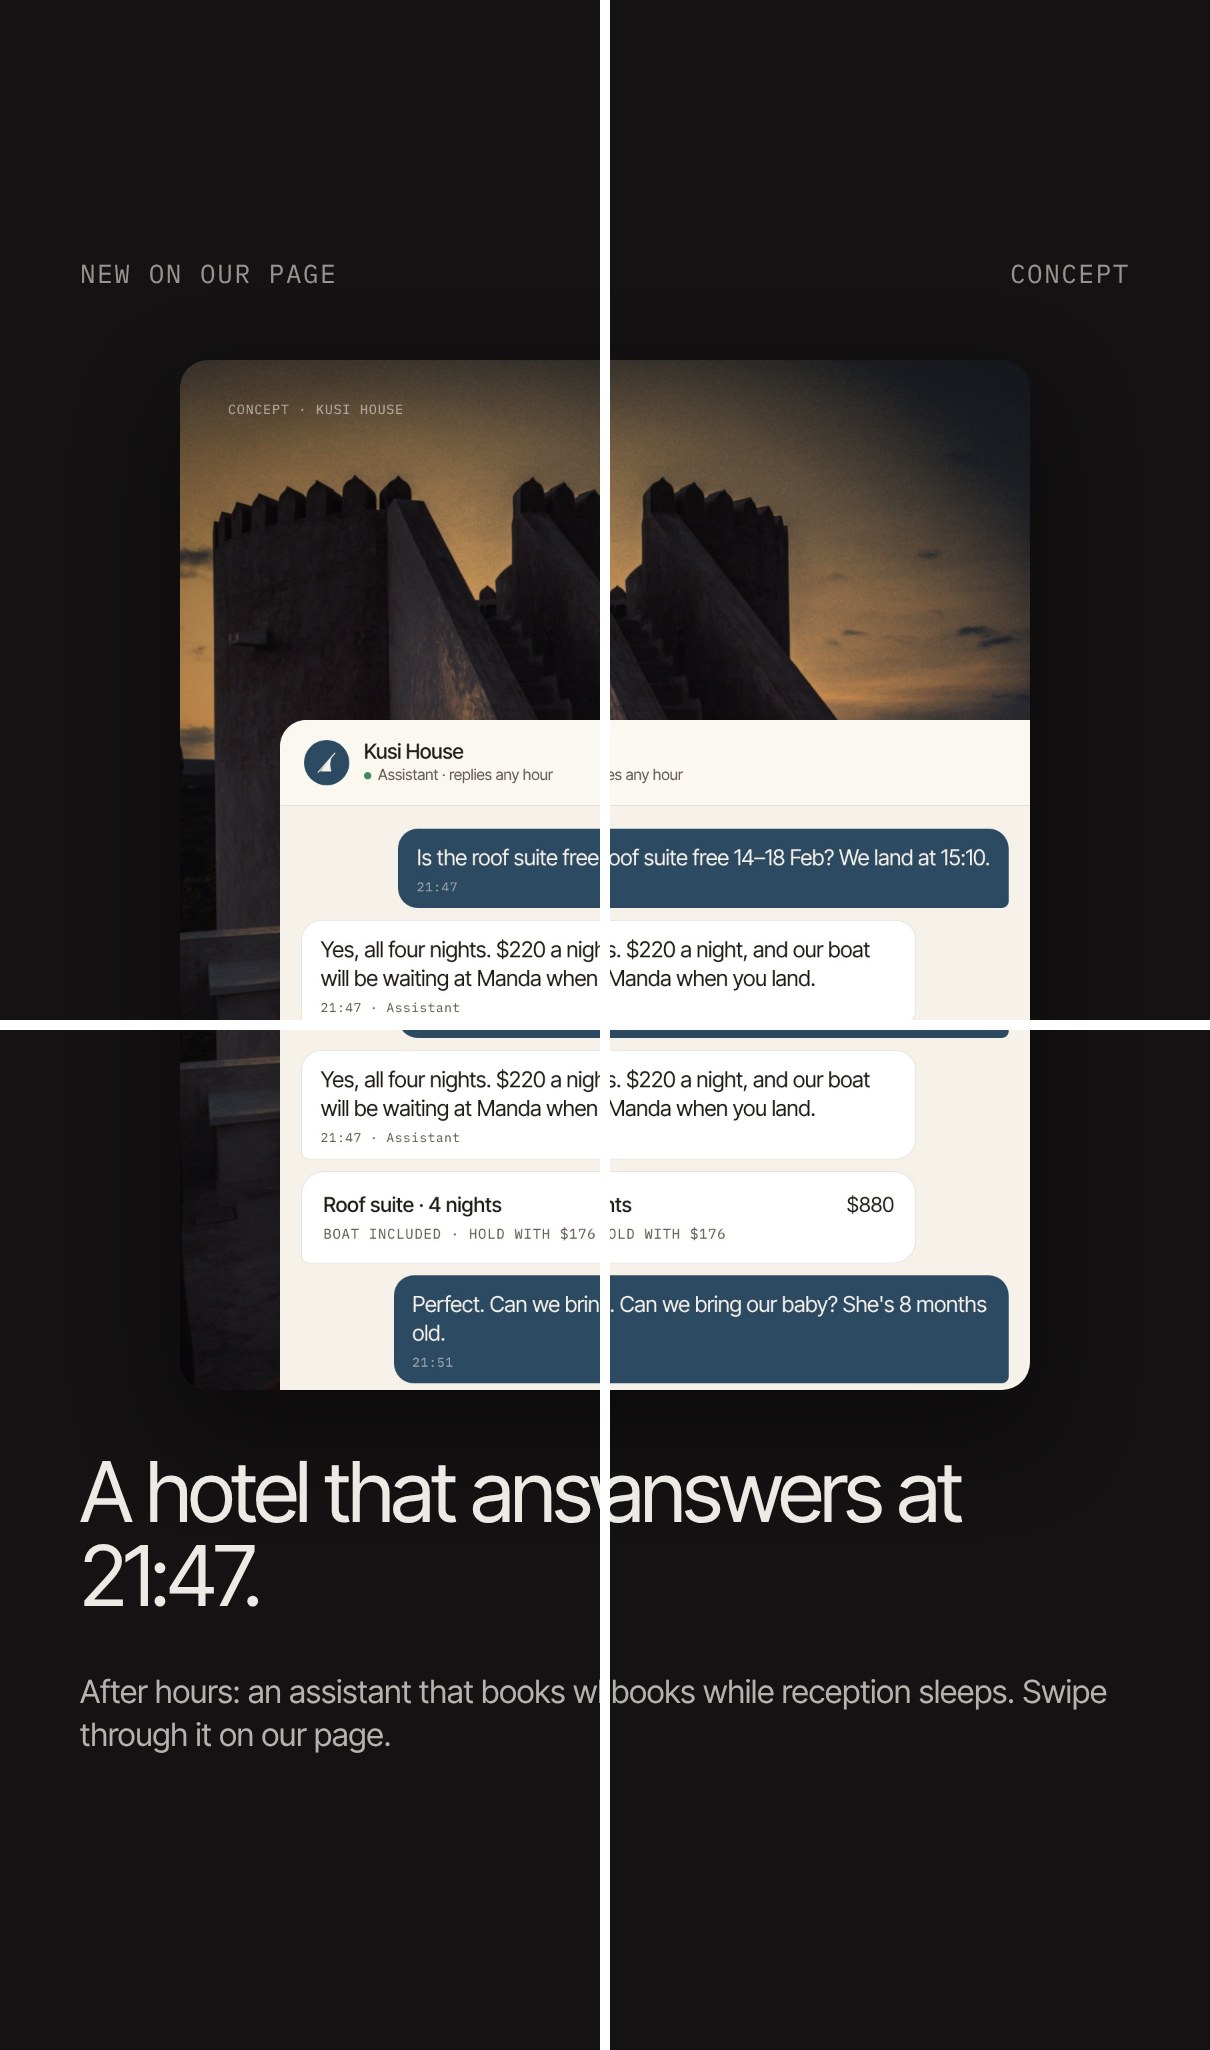 NEW ON OUR PAGE
CONCEPT
CONCEPT · KUSI HOUSE
Kusi House
Assistant · replies any hour
Is the roof suite free 14–18 Feb? We land at 15:10.
21:47
Yes, all four nights. $220 a night, and our boat
will be waiting at Manda when you land.
21:47 · Assistant
Roof suite · 4 nights $880
BOAT INCLUDED · HOLD WITH $176
Perfect. Can we bring our baby? She's 8 months
old.
21:51
A hotel that answers at
21:47.
After hours: an assistant that books while reception sleeps. Swipe
through it on our page.